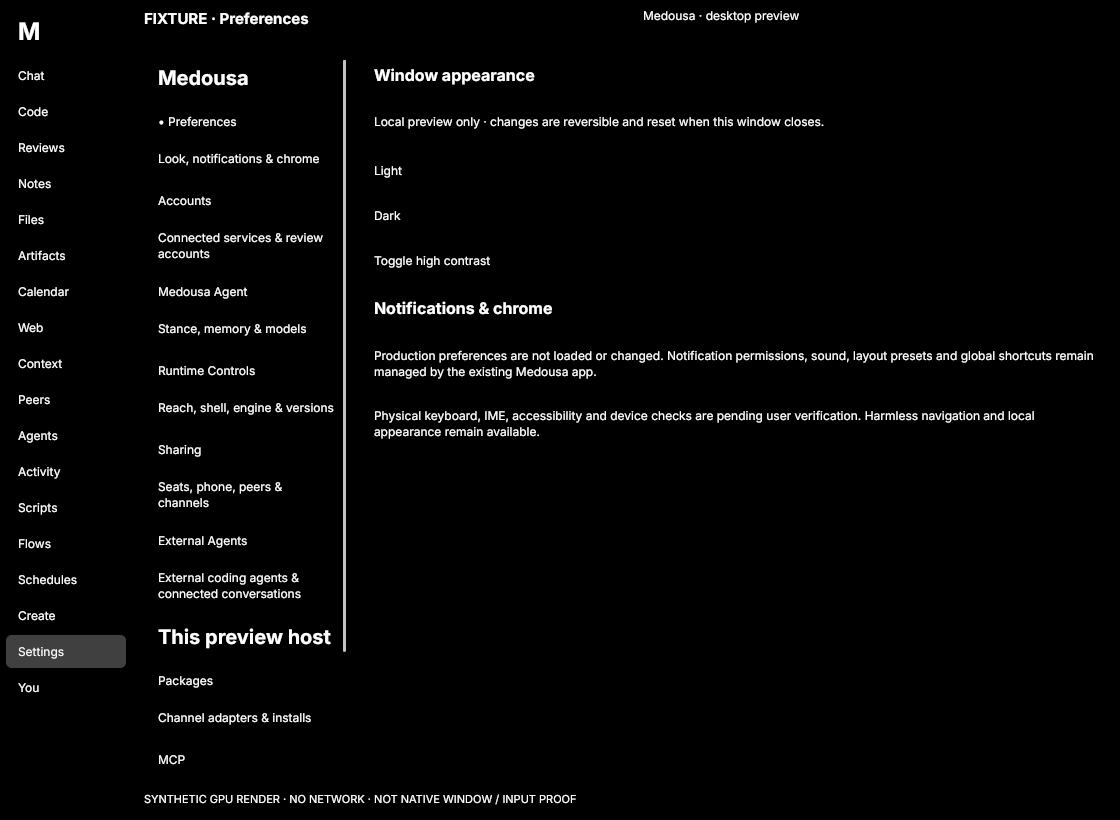 M
FIXTURE · Preferences
Medousa · desktop preview
Chat
Code
Reviews
Notes
Files
Artifacts
Calendar
Web
Context
Peers
Agents
Activity
Scripts
Flows
Schedules
Create
Settings
You
Medousa
• Preferences
Look, notifications & chrome
Accounts
Connected services & review
accounts
Medousa Agent
Stance, memory & models
Runtime Controls
Reach, shell, engine & versions
Sharing
Seats, phone, peers &
channels
External Agents
External coding agents &
connected conversations
This preview host
Packages
Channel adapters & installs
MCP
Window appearance
Local preview only · changes are reversible and reset when this window closes.
Light
Dark
Toggle high contrast
Notifications & chrome
Production preferences are not loaded or changed. Notification permissions, sound, layout presets and global shortcuts remain
managed by the existing Medousa app.
Physical keyboard, IME, accessibility and device checks are pending user verification. Harmless navigation and local
appearance remain available.
SYNTHETIC GPU RENDER · NO NETWORK · NOT NATIVE WINDOW / INPUT PROOF